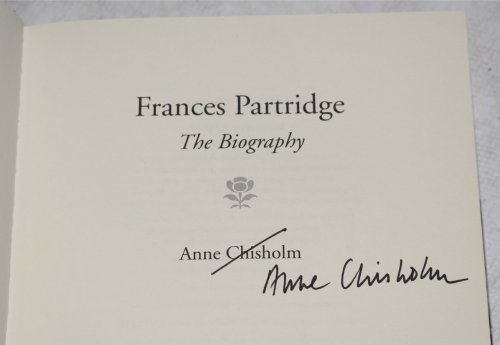 Frances Partridge
The Biography
Anne Chisholm
Anne Chisholm